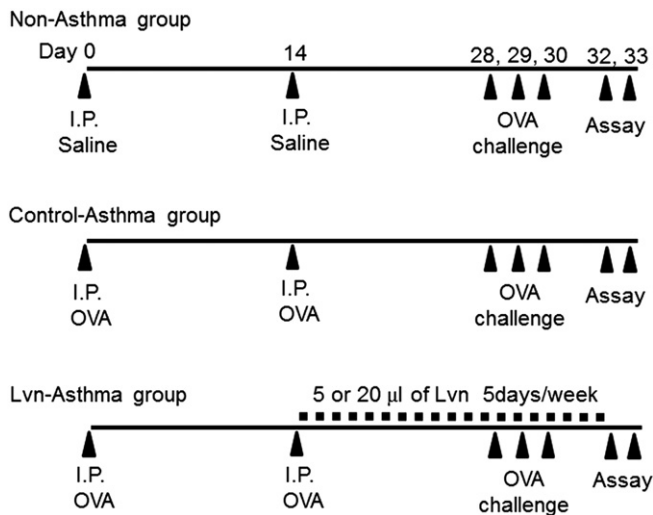 Non-Asthma group
Day 0 14 28, 29, 30 32, 33
I.P. I.P. OVA Assay
Saline Saline challenge
Control-Asthma group
I.P. I.P. OVA Assay
OVA OVA challenge
Lvn-Asthma group 5 or 20 μl of Lvn 5days/week
I.P. I.P. OVA Assay
OVA OVA challenge